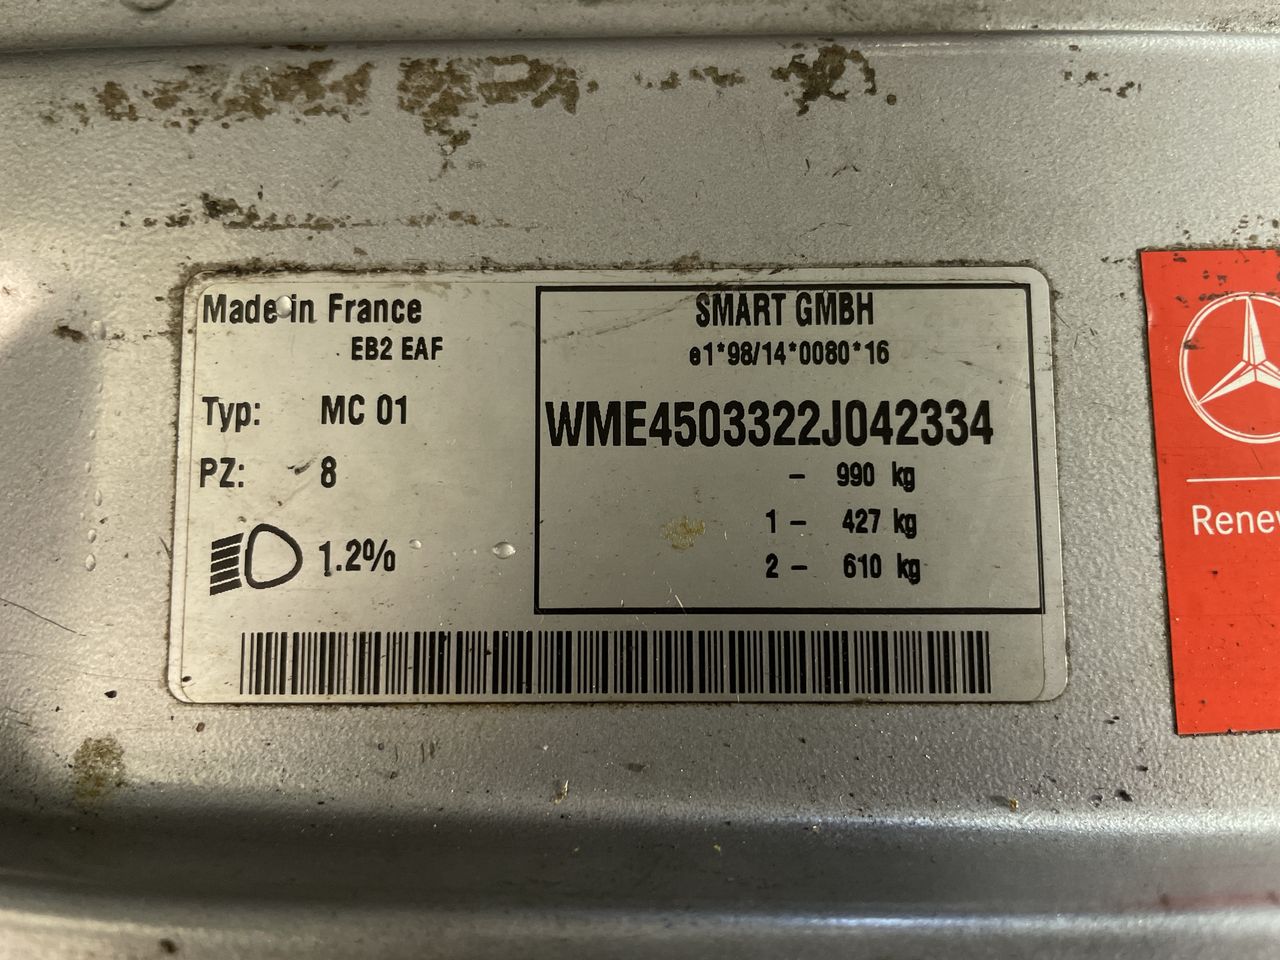 Made in France
EB2 EAF
Typ: MC 01
PZ: 8
1.2%
SMART GMBH
e1*98/14*0080*16
WME4503322J042334
- 990 kg
1 - 427 kg
2 - 610 kg